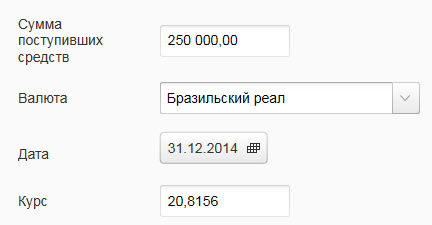 Сумма
поступивших
средств
250 000,00
Валюта
Бразильский реал
Дата
31.12.2014
Курс
20,8156